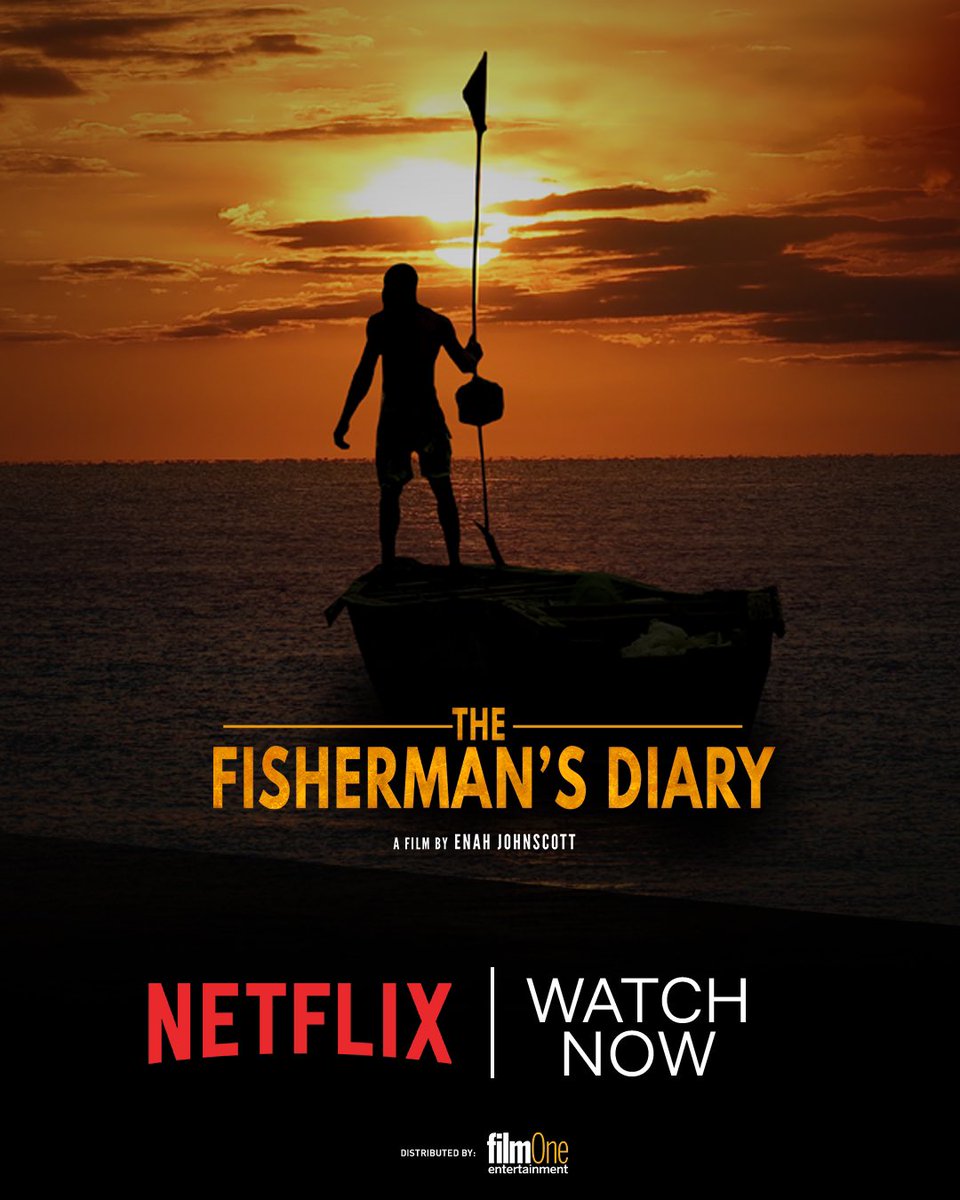 THE
FISHERMAN'S DIARY
A FILM BY ENAH JOHNSCOTT
NETFLIX
WATCH
NOW
DISTRIBUTED BY:
filmOne
entertainment